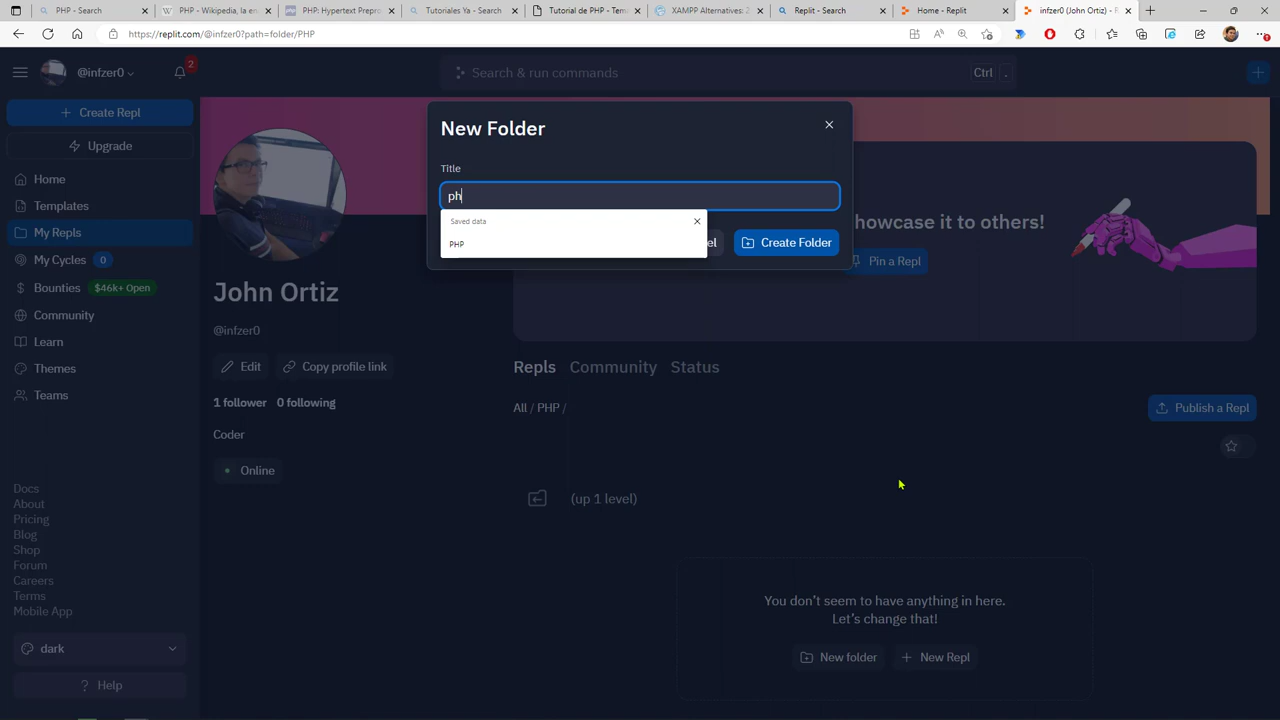 PHP - Search
PHP - Wikipedia, la en
PHP: Hypertext Prepro
Tutoriales Ya - Search
Tutorial de PHP - Tem
XAMPP Alternatives: 2
Replit - Search
Home - Replit
infzer0 (John Ortiz) - R
https://replit.com/@infzer0?path=folder/PHP
@infzer0
2
Search & run commands
Ctrl .
Create Repl
Upgrade
Home
Templates
My Repls
My Cycles 0
Bounties $46k+ Open
Community
Learn
Themes
Teams
Docs
About
Pricing
Blog
Shop
Forum
Careers
Terms
Mobile App
dark
? Help
New Folder
Title
ph
Saved data
PHP
el
Create Folder
howcase it to others!
Pin a Repl
John Ortiz
@infzer0
Edit
Copy profile link
1 follower 0 following
Coder
Online
Repls Community Status
All / PHP /
Publish a Repl
(up 1 level)
You don't seem to have anything in here.
Let's change that!
New folder
New Repl